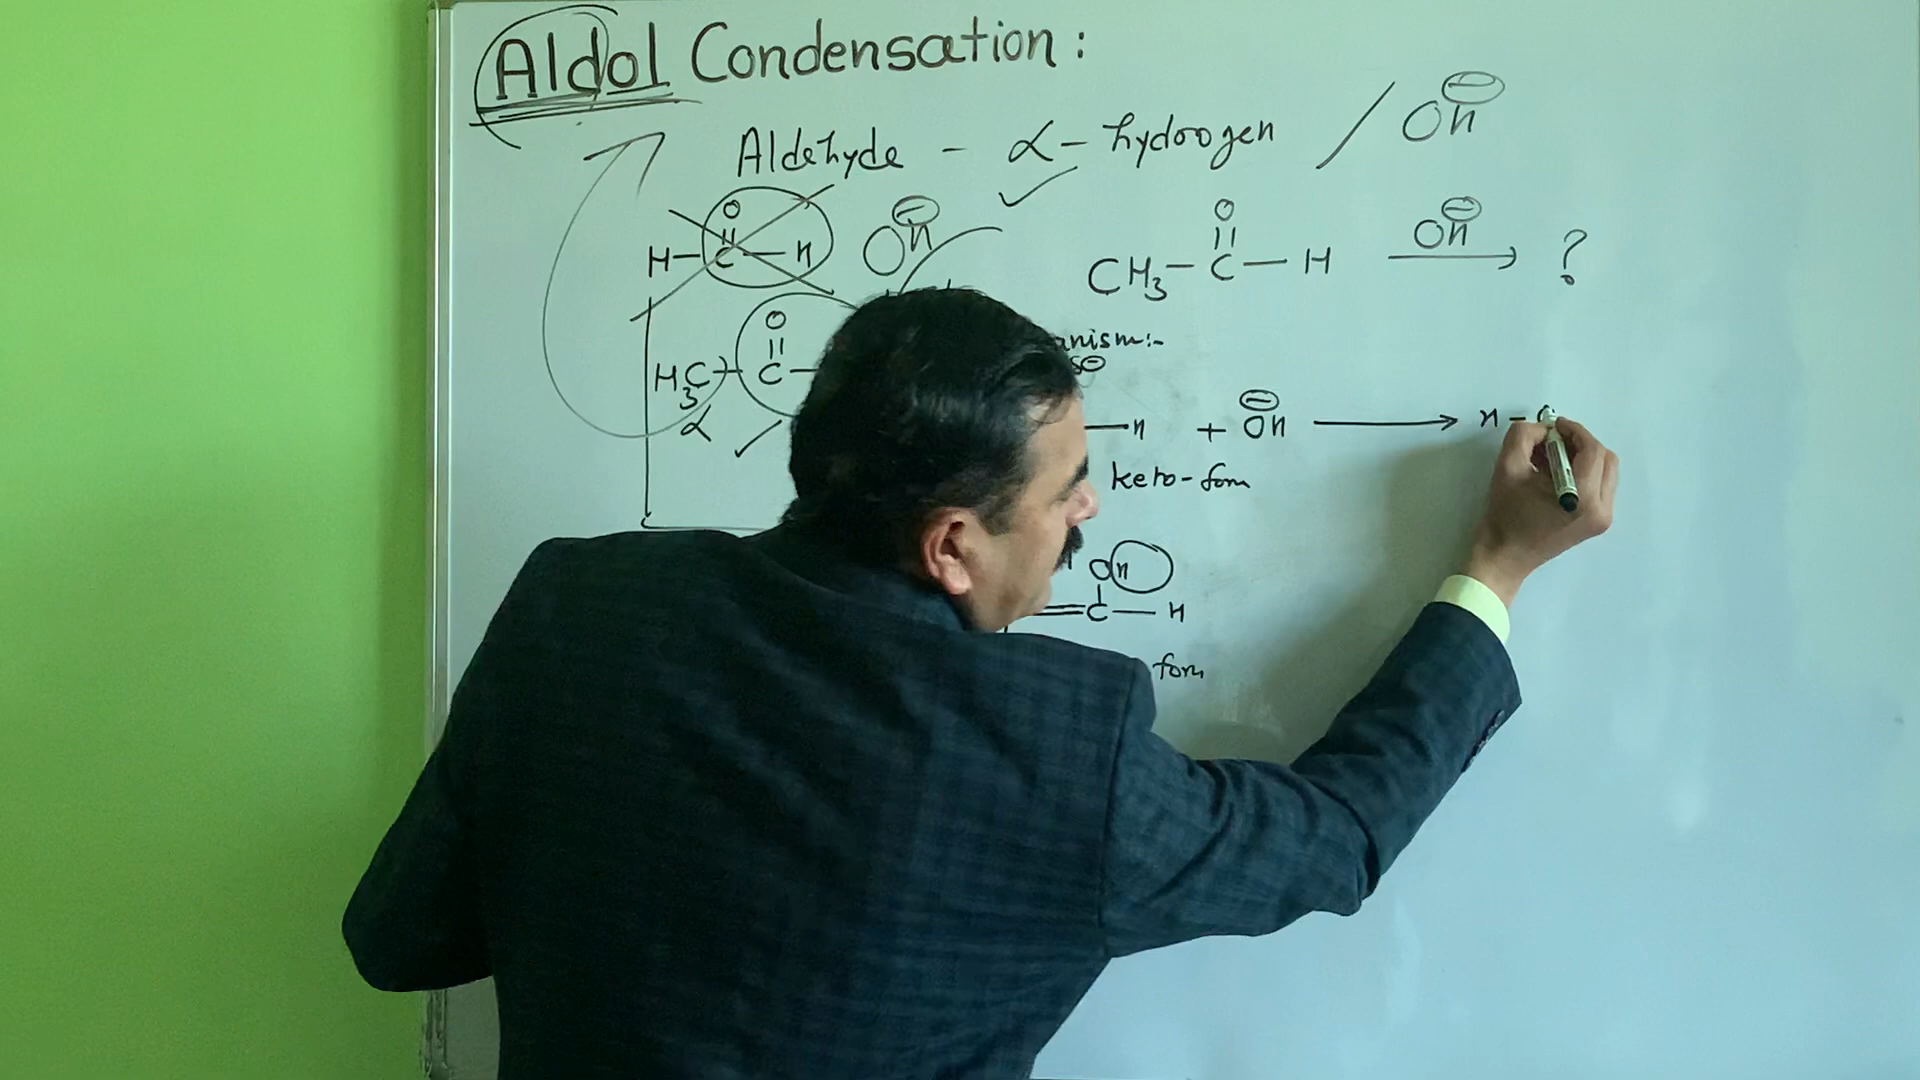 Aldol Condensation:
Aldehyde - α - hydrogen / OH⊖
O
H-C-H OH⊖
O
CH3-C-H OH⊖ → ?
O
H3C-C-
α
anism:-
-H + OH⊖ → H-
keto-form
OH
=C-H
form